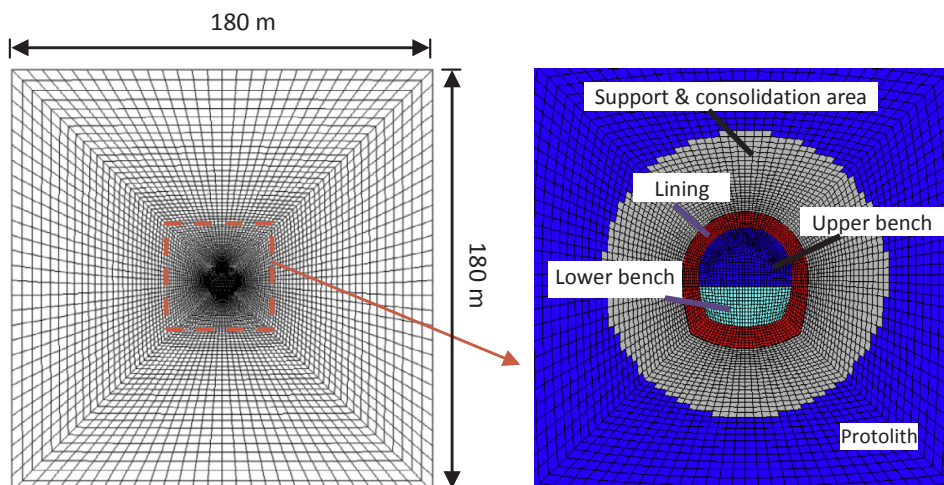 180 m
180 m
Support & consolidation area
Lining
Upper bench
Lower bench
Protolith